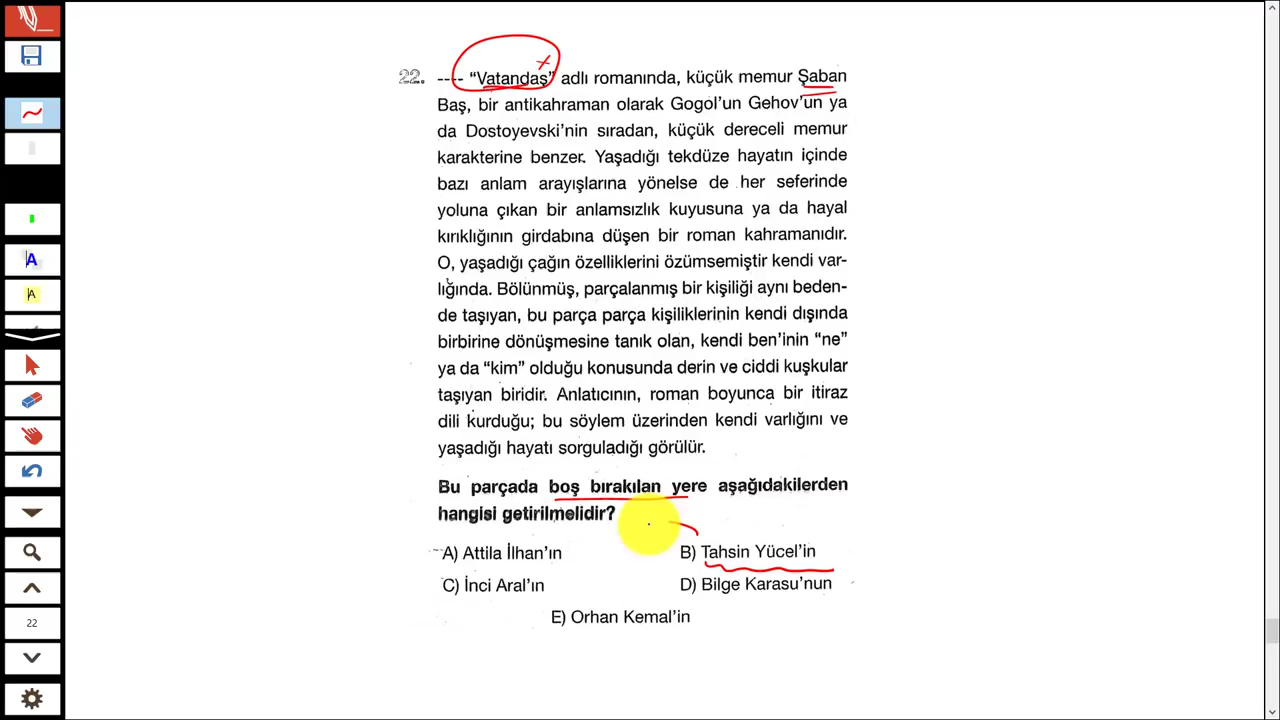 22. ---- “Vatandaş” adlı romanında, küçük memur Şaban
Baş, bir antikahraman olarak Gogol’un Gehov’un ya
da Dostoyevski’nin sıradan, küçük dereceli memur
karakterine benzer. Yaşadığı tekdüze hayatın içinde
bazı anlam arayışlarına yönelse de her seferinde
yoluna çıkan bir anlamsızlık kuyusuna ya da hayal
kırıklığının girdabına düşen bir roman kahramanıdır.
O, yaşadığı çağın özelliklerini özümsemiştir kendi var-
lığında. Bölünmüş, parçalanmış bir kişiliği aynı beden-
de taşıyan, bu parça parça kişiliklerinin kendi dışında
birbirine dönüşmesine tanık olan, kendi ben’inin “ne”
ya da “kim” olduğu konusunda derin ve ciddi kuşkular
taşıyan biridir. Anlatıcının, roman boyunca bir itiraz
dili kurduğu; bu söylem üzerinden kendi varlığını ve
yaşadığı hayatı sorguladığı görülür.
Bu parçada boş bırakılan yere aşağıdakilerden
hangisi getirilmelidir?
A) Attila İlhan’ın
B) Tahsin Yücel’in
C) İnci Aral’ın
D) Bilge Karasu’nun
E) Orhan Kemal’in
A
A
22